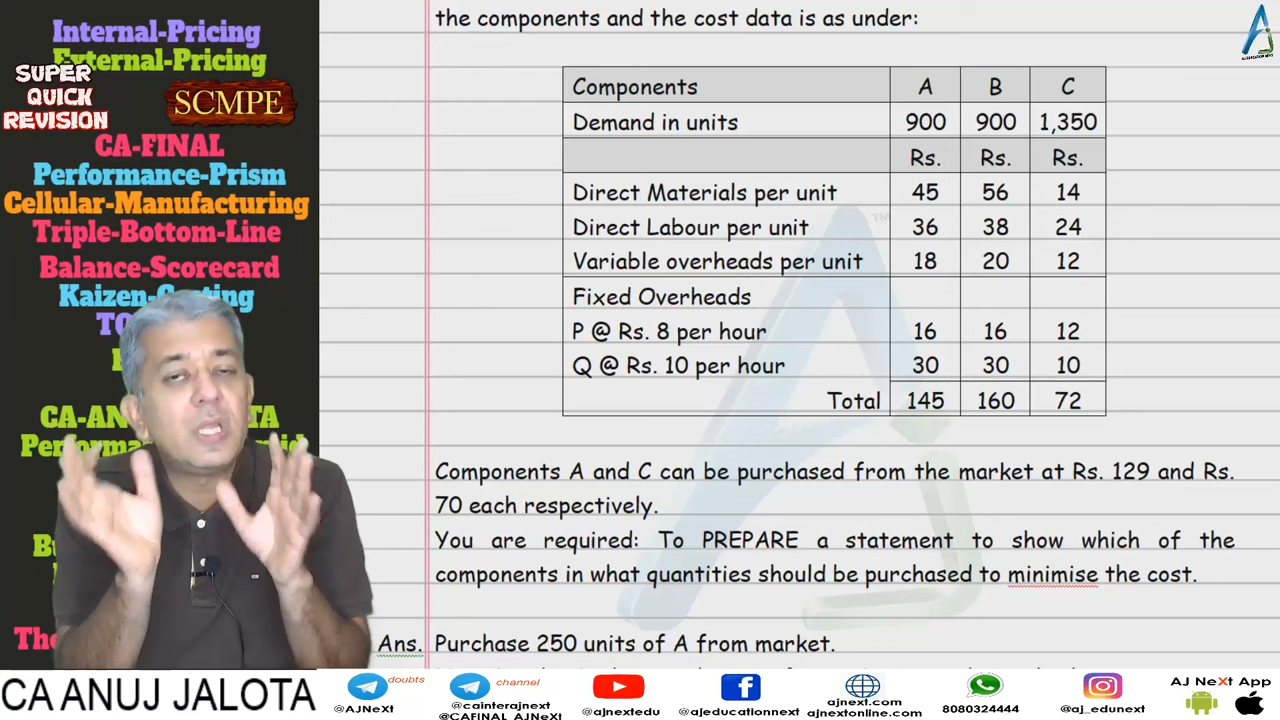 Internal-Pricing
External-Pricing
SUPER
QUICK
REVISION
SCMPE
CA-FINAL
Performance-Prism
Cellular-Manufacturing
Triple-Bottom-Line
Balance-Scorecard
the components and the cost data is as under:
Components A B C
Demand in units 900 900 1,350
Rs. Rs. Rs.
Direct Materials per unit 45 56 14
Direct Labour per unit 36 38 24
Variable overheads per unit 18 20 12
Fixed Overheads
P @ Rs. 8 per hour 16 16 12
Q @ Rs. 10 per hour 30 30 10
Total 145 160 72
TM
Components A and C can be purchased from the market at Rs. 129 and Rs.
70 each respectively.
You are required: To PREPARE a statement to show which of the
components in what quantities should be purchased to minimise the cost.
Ans. Purchase 250 units of A from market.
CA ANUJ JALOTA
doubts
@AJNeXt
channel
@cainterajnext
@CAFINAL_AJNeXt
@ajnextedu
@ajeducationnext
ajnext.com
ajnextonline.com
8080324444
@aj_edunext
AJ NeXt App